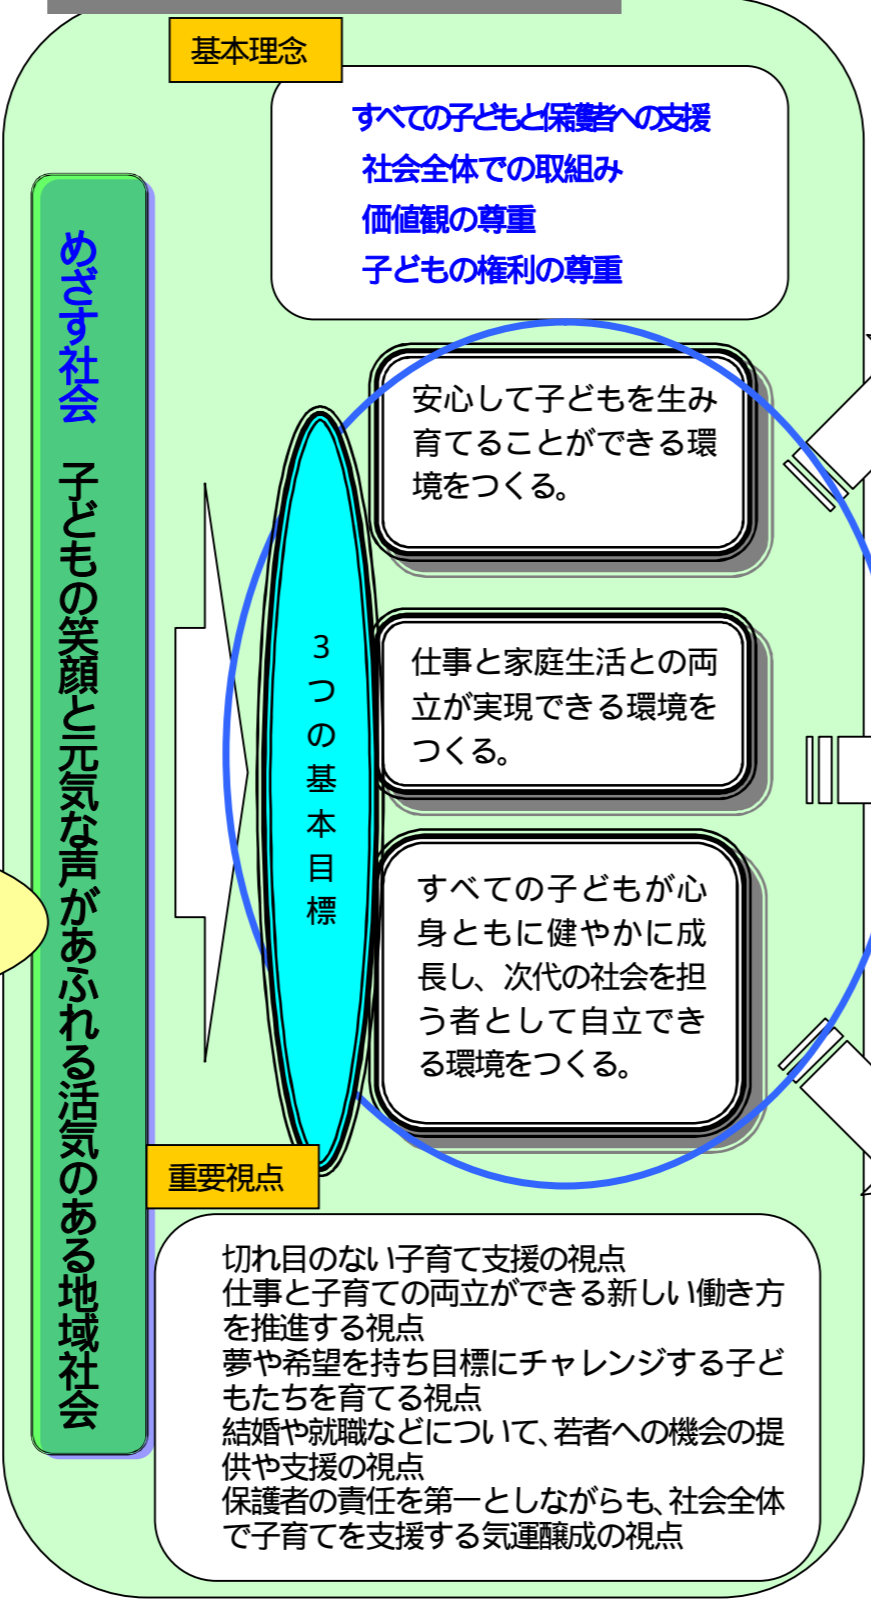 基本理念
すべての子どもと保護者への支援
社会全体での取組み
価値観の尊重
子どもの権利の尊重
めざす社会　子どもの笑顔と元気な声があふれる活気のある地域社会
3つの基本目標
安心して子どもを生み
育てることができる環
境をつくる。
仕事と家庭生活との両
立が実現できる環境を
つくる。
すべての子どもが心
身ともに健やかに成
長し、次代の社会を担
う者として自立でき
る環境をつくる。
重要視点
切れ目のない子育て支援の視点
仕事と子育ての両立ができる新しい働き方
を推進する視点
夢や希望を持ち目標にチャレンジする子ど
もたちを育てる視点
結婚や就職などについて、若者への機会の提
供や支援の視点
保護者の責任を第一としながらも、社会全体
で子育てを支援する気運醸成の視点